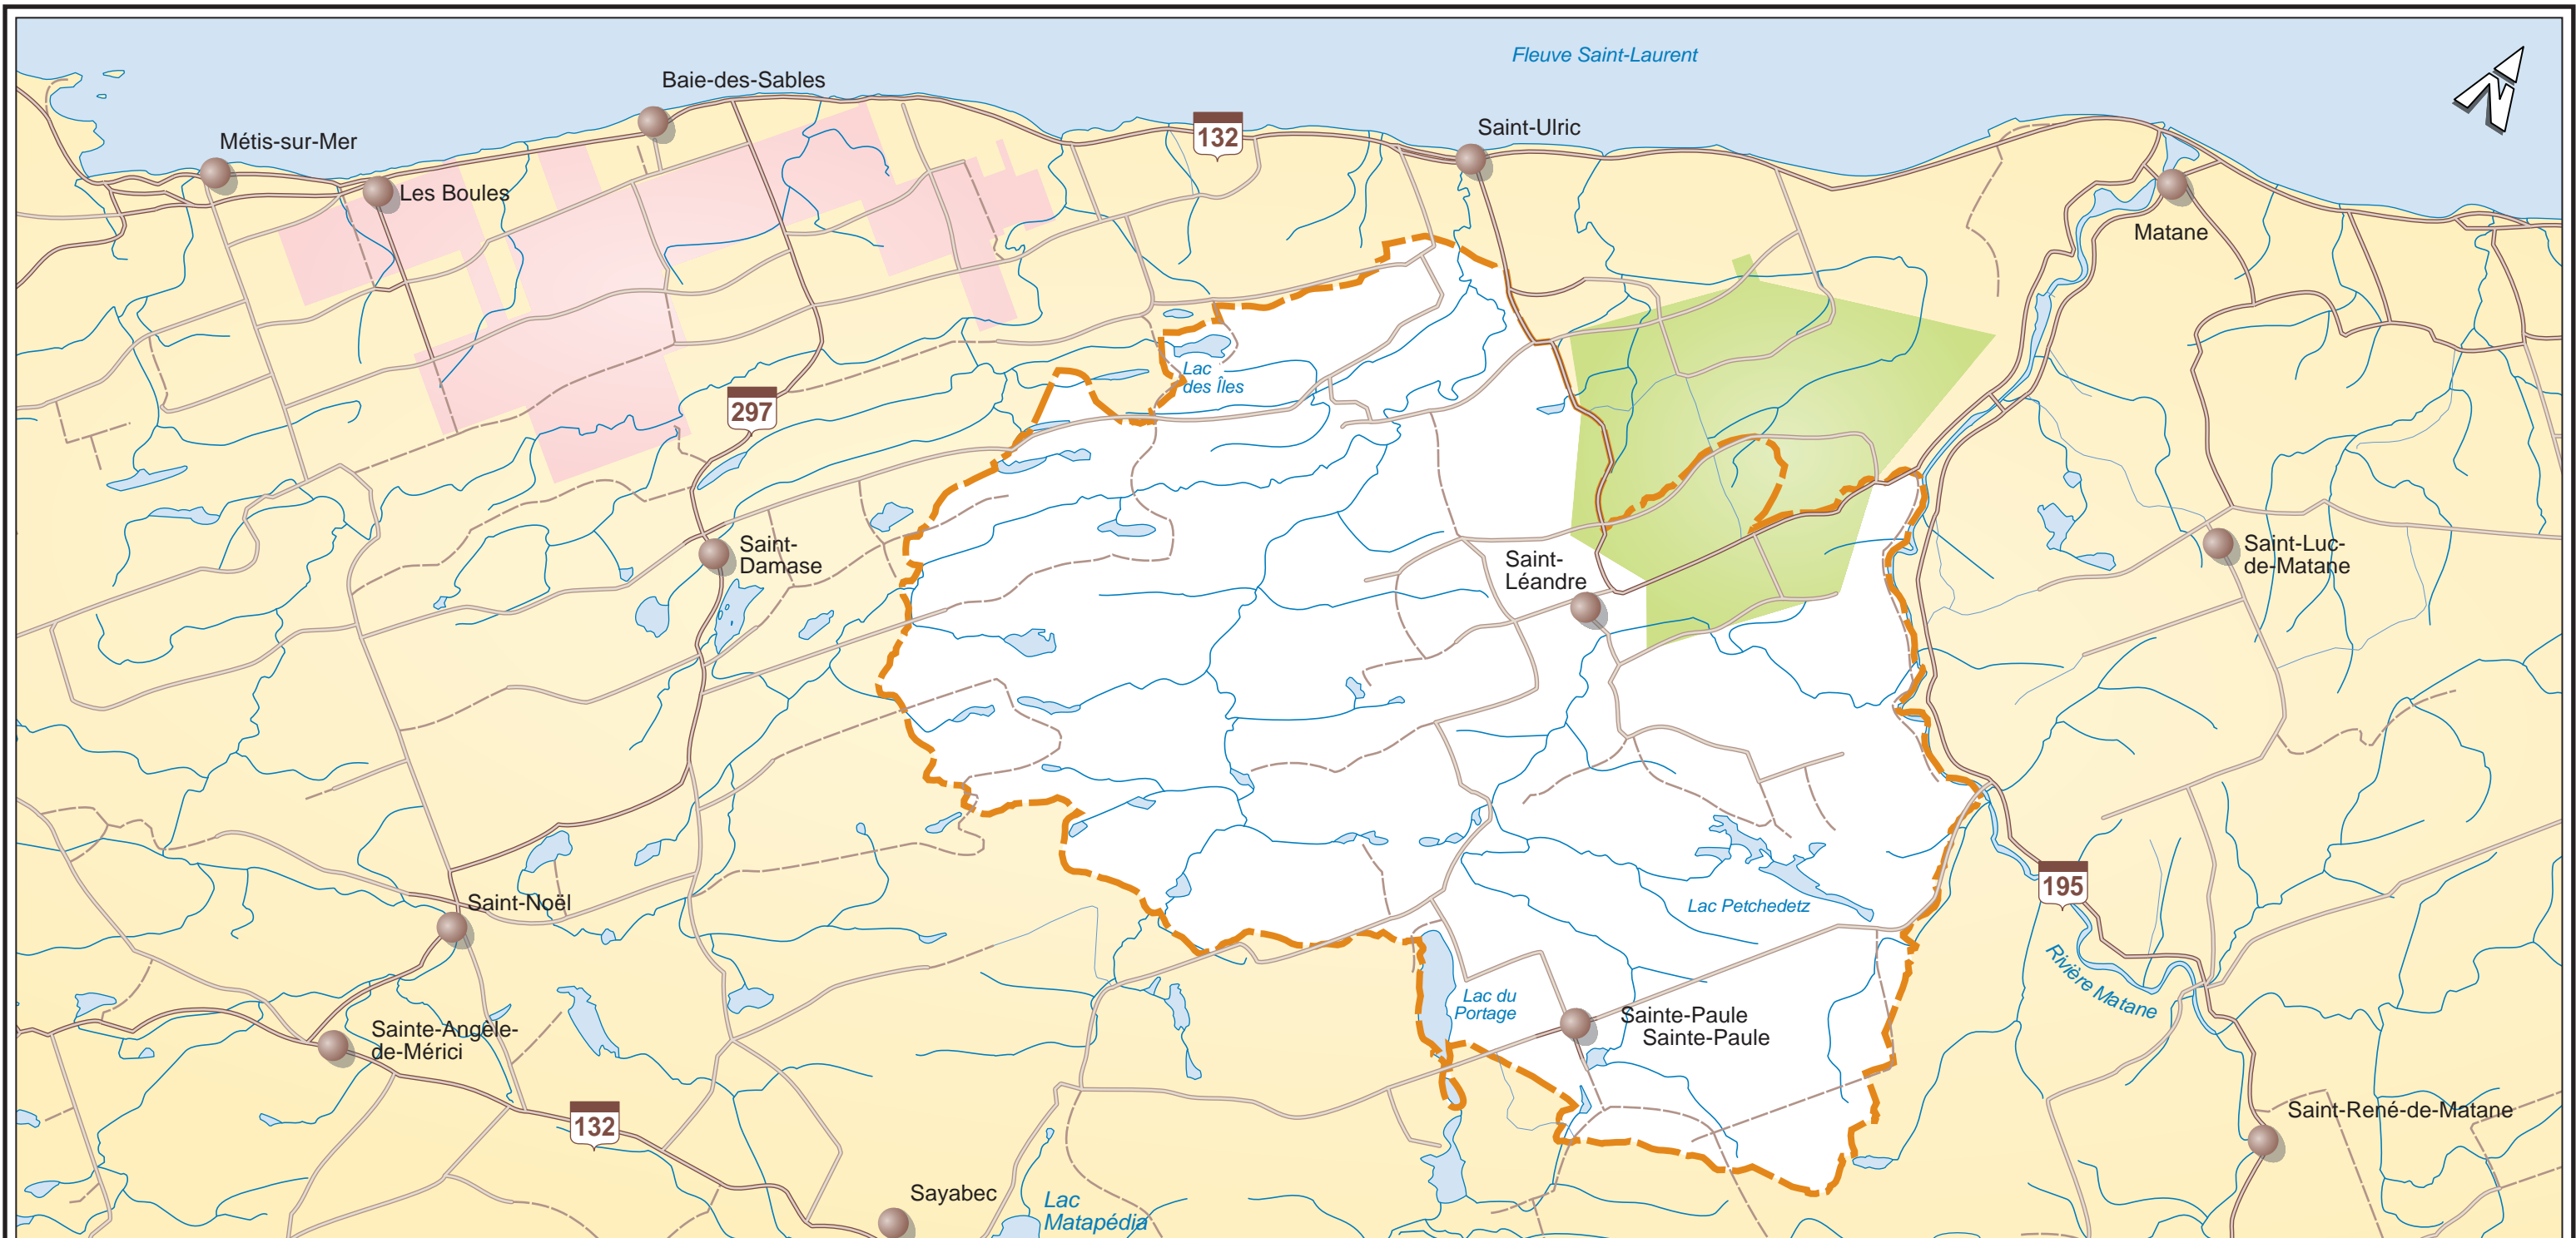 Fleuve Saint-Laurent
Baie-des-Sables
N
Métis-sur-Mer
132
Saint-Ulric
Les Boules
Matane
Lac
des Îles
297
Saint-
Damase
Saint-
Léandre
Saint-Luc-
de-Matane
195
Saint-Noël
Lac Petchedetz
Rivière Matane
Lac du
Portage
Sainte-Paule
Sainte-Paule
Sainte-Angèle-
de-Mérici
132
Saint-René-de-Matane
Sayabec
Lac
Matapédia